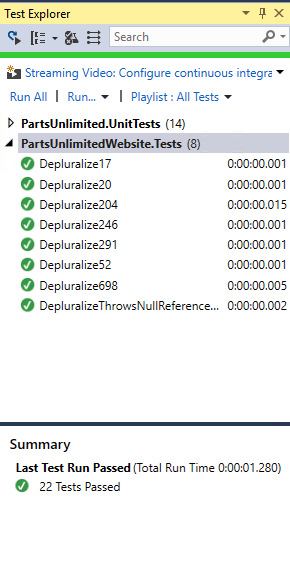 Test Explorer
Search
Streaming Video: Configure continuous integra
Run All | Run... | Playlist : All Tests
PartsUnlimited.UnitTests (14)
PartsUnlimitedWebsite.Tests (8)
Depluralize17 0:00:00.001
Depluralize20 0:00:00.001
Depluralize204 0:00:00.015
Depluralize246 0:00:00.001
Depluralize291 0:00:00.001
Depluralize52 0:00:00.001
Depluralize698 0:00:00.005
DepluralizeThrowsNullReference... 0:00:00.002
Summary
Last Test Run Passed (Total Run Time 0:00:01.280)
22 Tests Passed